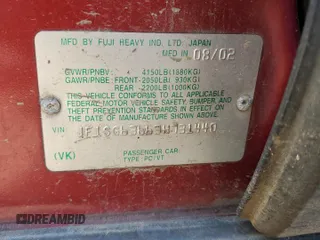 MFD BY FUJI HEAVY IND. LTD. JAPAN
MFD IN 08/02
GVWR/PNBV 4150LB(1880KG)
GAWR/PNBE FRONT 2050LB( 930KG)
REAR 2200LB(1000KG)
THIS VEHICLE CONFORMS TO ALL APPLICABLE
FEDERAL MOTOR VEHICLE SAFETY, BUMPER, AND
THEFT PREVENTION STANDARDS IN EFFECT ON THE
DATE OF MANUFACTURE SHOWN ABOVE.
VIN
(VK) PASSENGER CAR
TYPE PC/VT
DREAMBID